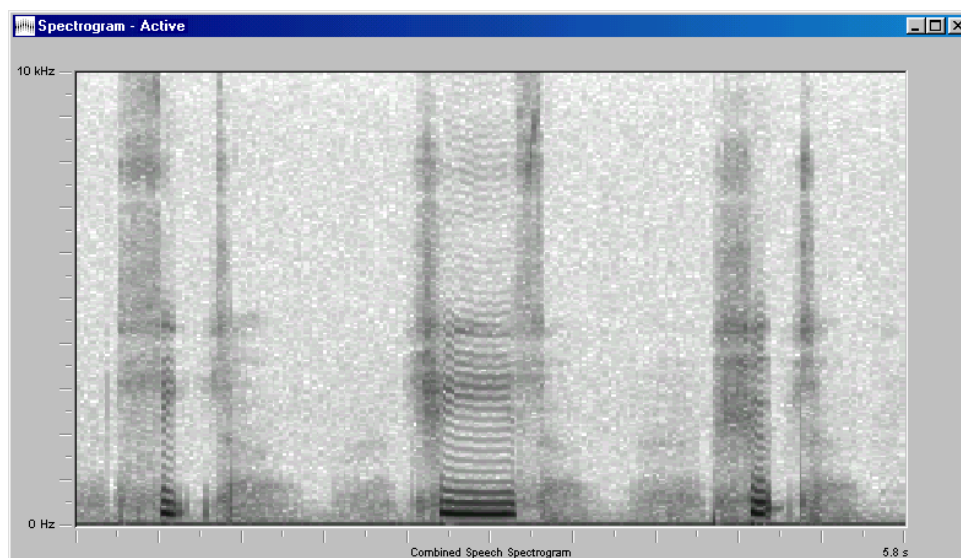 Spectrogram - Active
10 kHz
0 Hz
Combined Speech Spectrogram
5.8 s